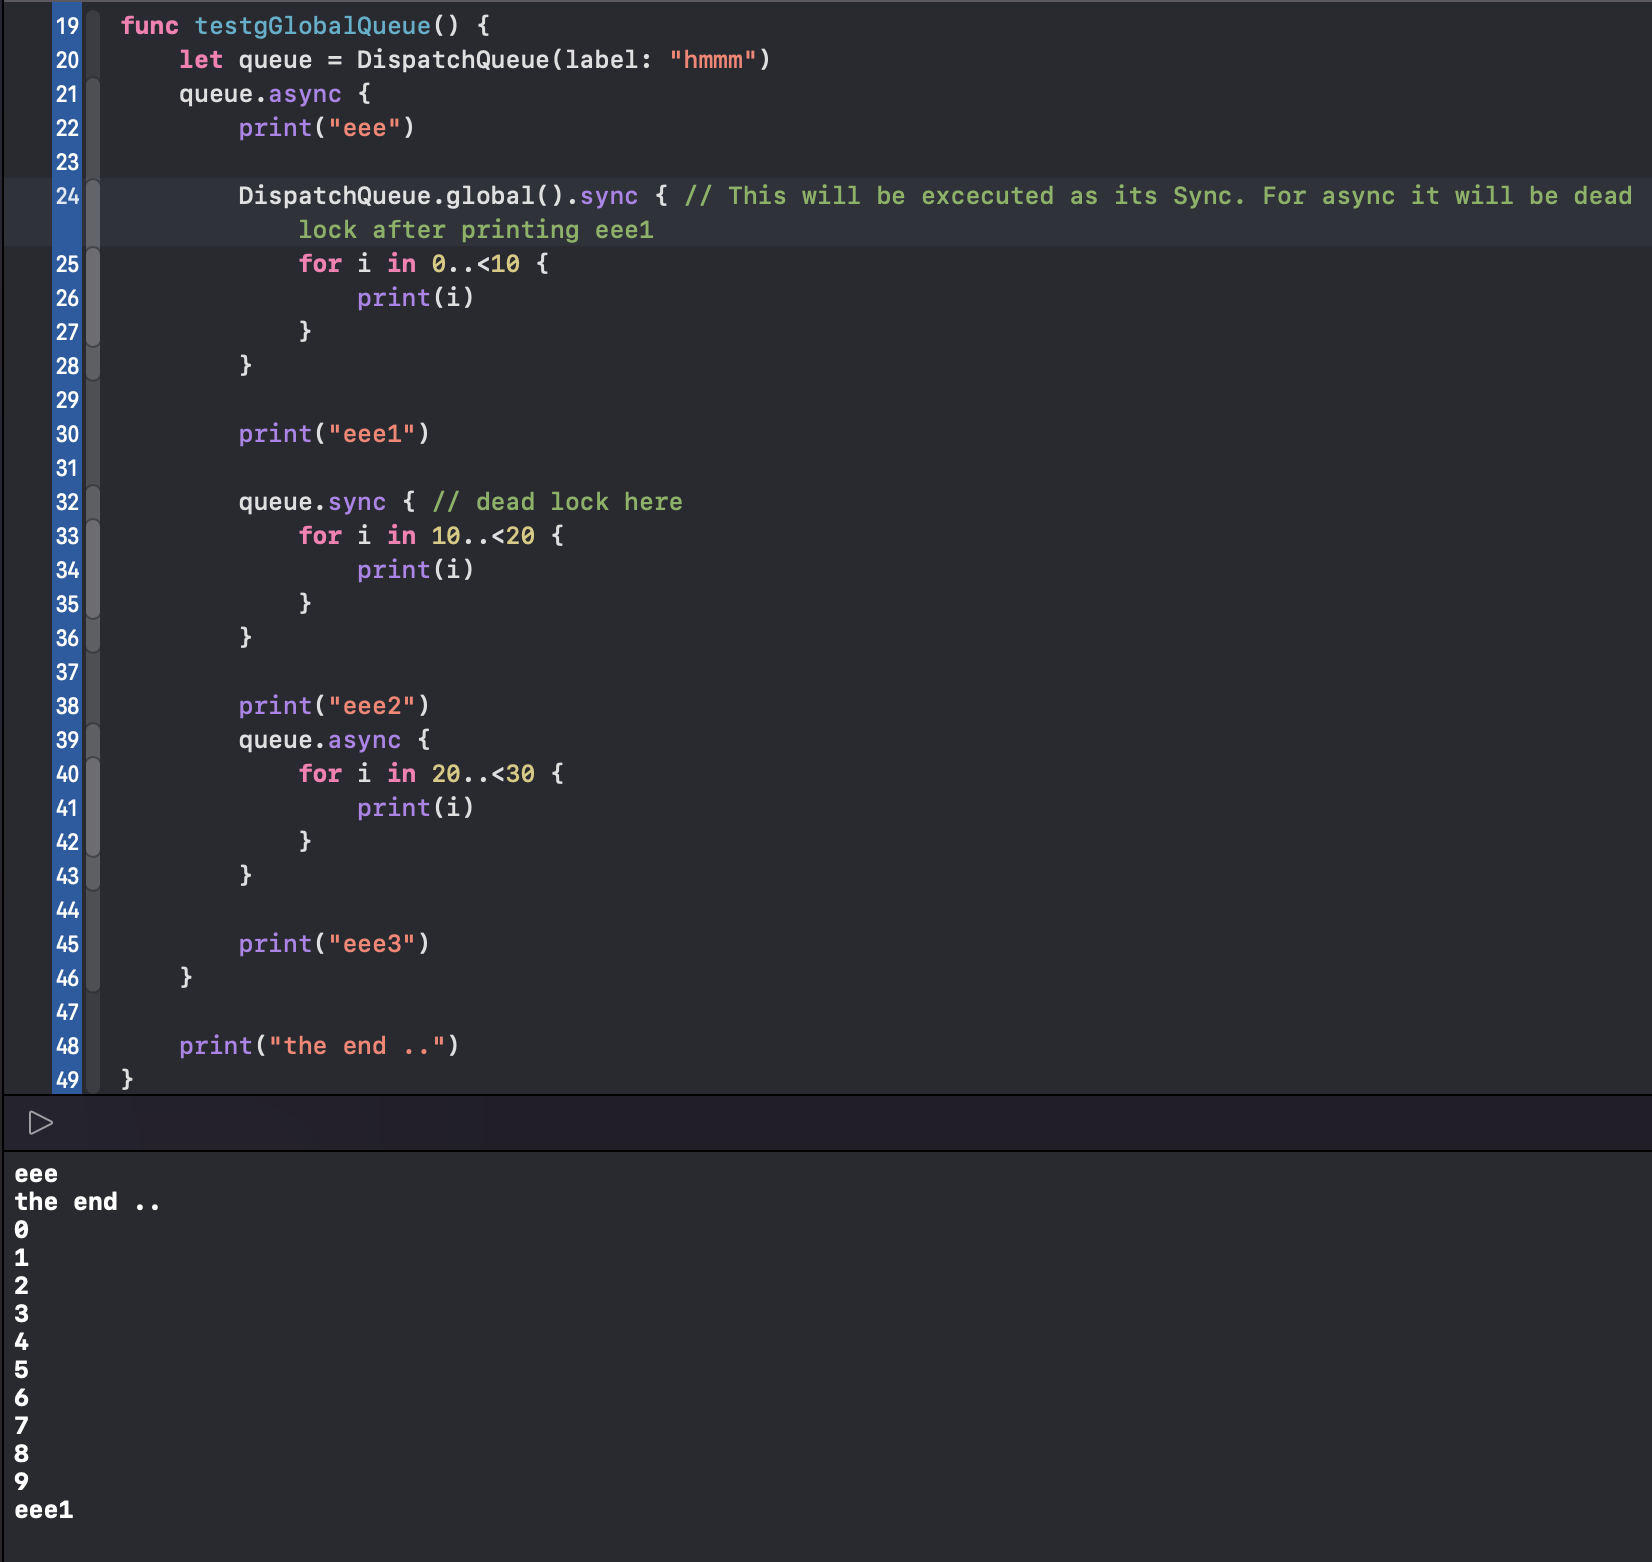 19 func testgGlobalQueue() {
20     let queue = DispatchQueue(label: "hmmm")
21     queue.async {
22         print("eee")
23
24         DispatchQueue.global().sync { // This will be excecuted as its Sync. For async it will be dead
               lock after printing eee1
25             for i in 0..<10 {
26                 print(i)
27             }
28         }
29
30         print("eee1")
31
32         queue.sync { // dead lock here
33             for i in 10..<20 {
34                 print(i)
35             }
36         }
37
38         print("eee2")
39         queue.async {
40             for i in 20..<30 {
41                 print(i)
42             }
43         }
44
45         print("eee3")
46     }
47
48     print("the end ..")
49 }
eee
the end ..
0
1
2
3
4
5
6
7
8
9
eee1